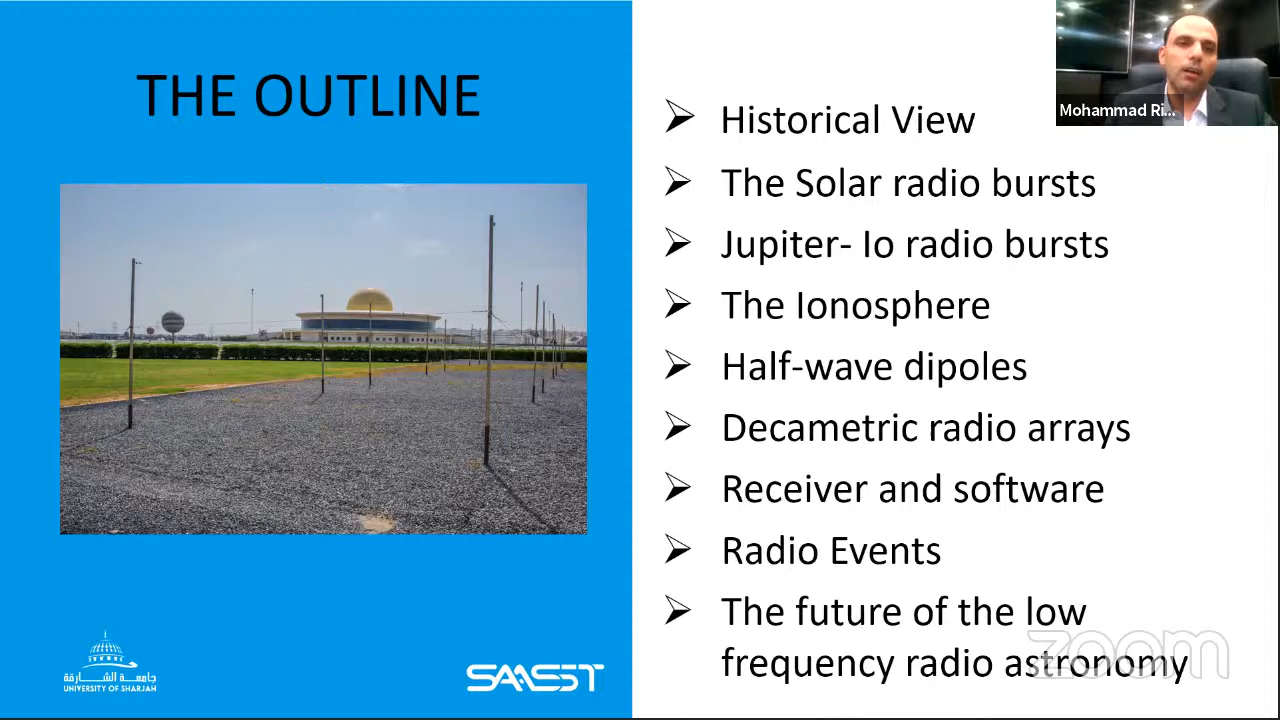 THE OUTLINE
Historical View
The Solar radio bursts
Jupiter- Io radio bursts
The Ionosphere
Half-wave dipoles
Decametric radio arrays
Receiver and software
Radio Events
The future of the low
frequency radio astronomy
Mohammad Ri...
جامعة الشارقة
UNIVERSITY OF SHARJAH
SAASST
zoom